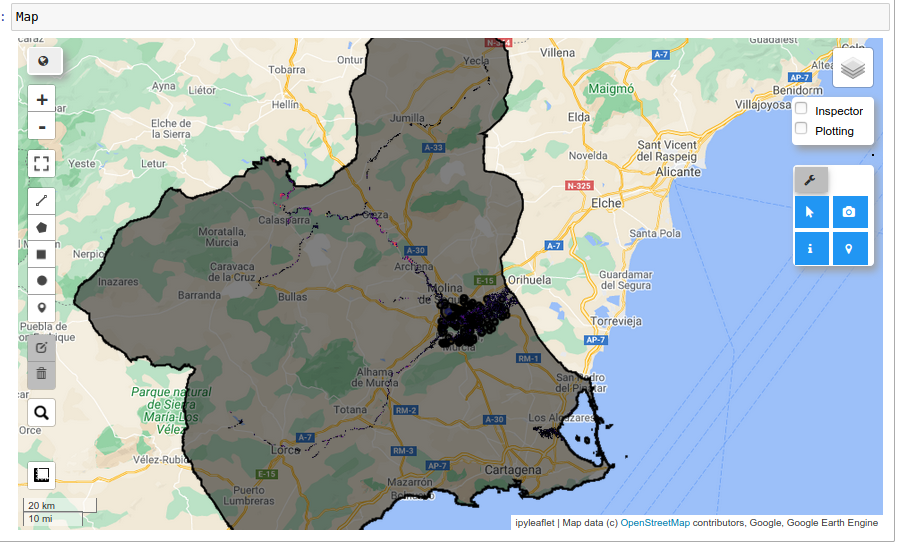 Map
N-344
Guadalest
Caraz
Ontur
Yecla
Villena
A-7
Altea
Tobarra
AP-7
Benidorm
Ayna
Liétor
Maigmó
Villajoyosa
Hellín
Inspector
Jumilla
Elda
Plotting
Elche de
la Sierra
A-33
Sant Vicent
del Raspeig
Yeste
Letur
Novelda
Alicante
N-325
Elche
Calasparra
Cieza
Moratalla,
Murcia
Santa Pola
A-30
A-7
Nerpio
Archena
Caravaca
de la Cruz
E-15
Orihuela
Inazares
Guardamar
del Segura
Barranda
Bullas
Molina
de Segura
Puebla de
Torrevieja
Murcia
AP-7
RM-1
Alhama
de Murcia
San Pedro
del Pinatar
Parque natural
de Sierra
María-Los
Vélez
Totana
RM-2
A-30
Los Alcázares
Orce
A-7
Lorca
RM-3
Vélez-Rubio
AP-7
Cartagena
E-15
Mazarrón
Puerto
Lumbreras
Bolnuevo
20 km
10 mi
ipyleaflet | Map data (c) OpenStreetMap contributors, Google, Google Earth Engine